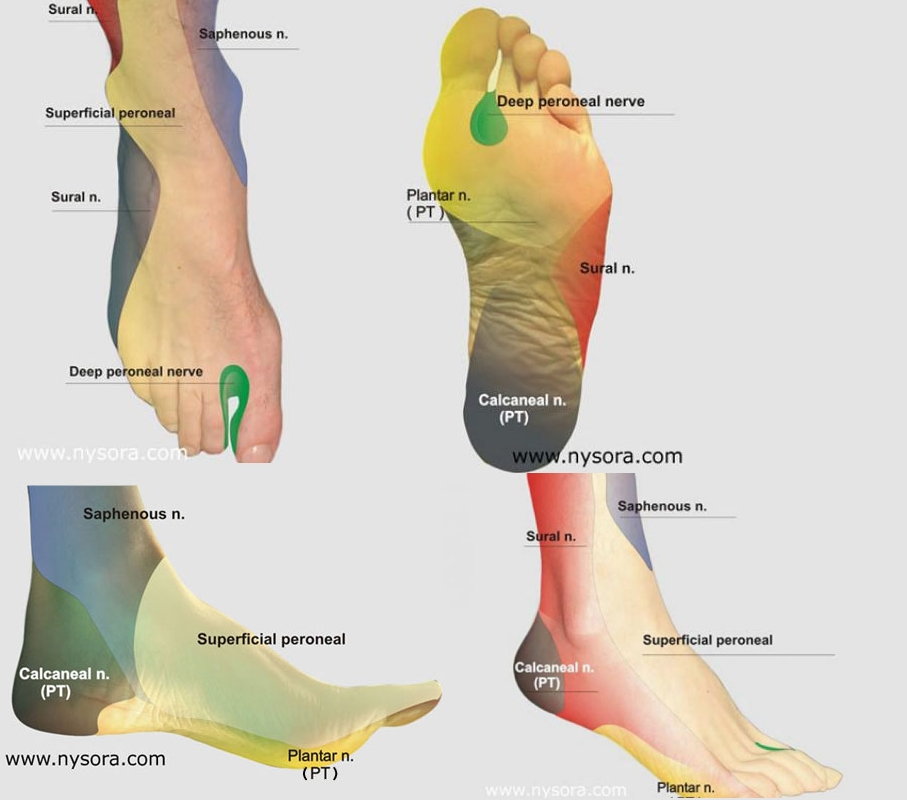 Sural n.
Saphenous n.
Superficial peroneal
Sural n.
Deep peroneal nerve
www.nysora.com
Deep peroneal nerve
Plantar n.
( PT )
Sural n.
Calcaneal n.
(PT)
www.nysora.com
Saphenous n.
Superficial peroneal
Calcaneal n.
(PT)
Plantar n.
(PT)
www.nysora.com
Saphenous n.
Sural n.
Superficial peroneal
Calcaneal n.
(PT)
Plantar n.
www.nysora.com